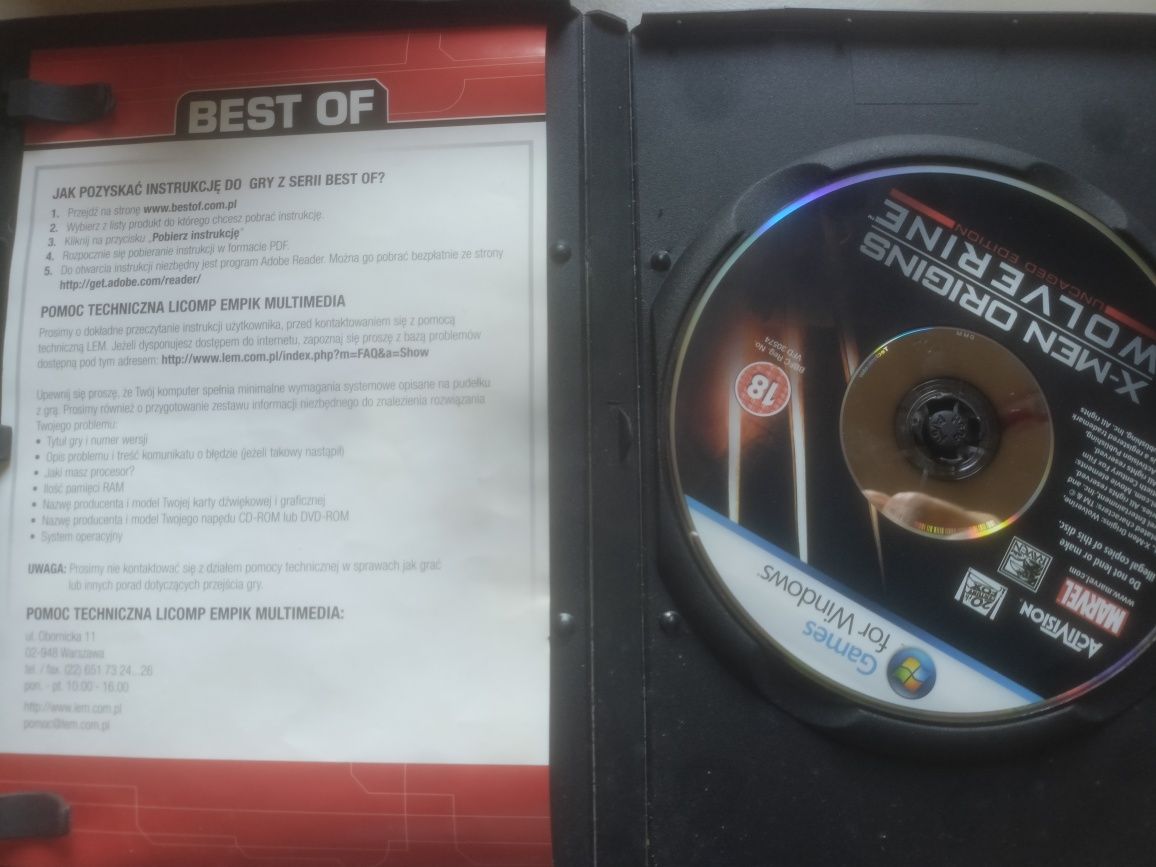 BEST OF
JAK POZYSKAĆ INSTRUKCJĘ DO GRY Z SERII BEST OF?
1. Przejdź na stronę www.bestof.com.pl
2. Wybierz z listy produkt do którego chcesz pobrać instrukcję.
3. Kliknij na przycisku „Pobierz instrukcję"
4. Rozpocznie się pobieranie instrukcji w formacie PDF.
5. Do otwarcia instrukcji niezbędny jest program Adobe Reader. Można go pobrać bezpłatnie ze strony
http://get.adobe.com/reader/
POMOC TECHNICZNA LICOMP EMPIK MULTIMEDIA
Prosimy o dokładne przeczytanie instrukcji użytkownika, przed kontaktowaniem się z pomocą
techniczną LEM. Jeżeli dysponujesz dostępem do internetu, zapoznaj się proszę z bazą problemów
dostępną pod tym adresem: http://www.lem.com.pl/index.php?m=FAQ&a=Show
Upewnij się proszę, że Twój komputer spełnia minimalne wymagania systemowe opisane na pudełku
z grą. Prosimy również o przygotowanie zestawu informacji niezbędnego do znalezienia rozwiązania
Twojego problemu:
• Tytuł gry i numer wersji
• Opis problemu i treść komunikatu o błędzie (jeżeli takowy nastąpił)
• Jaki masz procesor?
• Ilość pamięci RAM
• Nazwę producenta i model Twojej karty dźwiękowej i graficznej
• Nazwę producenta i model Twojego napędu CD-ROM lub DVD-ROM
• System operacyjny
UWAGA: Prosimy nie kontaktować się z działem pomocy technicznej w sprawach jak grać
lub innych porad dotyczących przejścia gry.
POMOC TECHNICZNA LICOMP EMPIK MULTIMEDIA:
ul. Obornicka 11
02-948 Warszawa
tel. / fax. (22) 651 73 24...26
pon. - pt. 10:00 - 16.00
http://www.lem.com.pl
pomoc@lem.com.pl
Games
for Windows
ACTIVISION
MARVEL
20th CENTURY FOX
RAVEN
www.marvel.com
Do not lend or make
illegal copies of this disc.
18
BBFC Reg. No.
VFD 30574
X-MEN ORIGINS
WOLVERINE™
UNCAGED EDITION